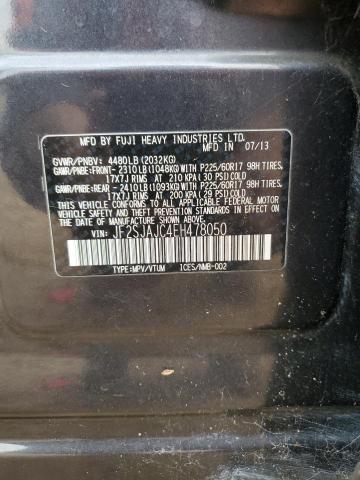 MFD BY FUJI HEAVY INDUSTRIES LTD.
MFD IN 07/13
GVWR/PNBV: 4480LB (2032KG)
GAWR/PNBE:FRONT- 2310LB (1048KG) WITH P225/60R17 98H TIRES,
17X7J RIMS AT 210 KPA (30 PSI) COLD
GAWR/PNBE:REAR - 2410LB (1093KG) WITH P225/60R17 98H TIRES,
17X7J RIMS AT 200 KPA (29 PSI) COLD
THIS VEHICLE CONFORMS TO ALL APPLICABLE
FEDERAL MOTOR VEHICLE SAFETY AND THEFT PREVENTION
STANDARDS IN EFFECT ON THE DATE OF
MANUFACTURE SHOWN ABOVE.
VIN: JF2SJAJC4EH478050
TYPE:MPV/VTUM 1CES/NMB-002